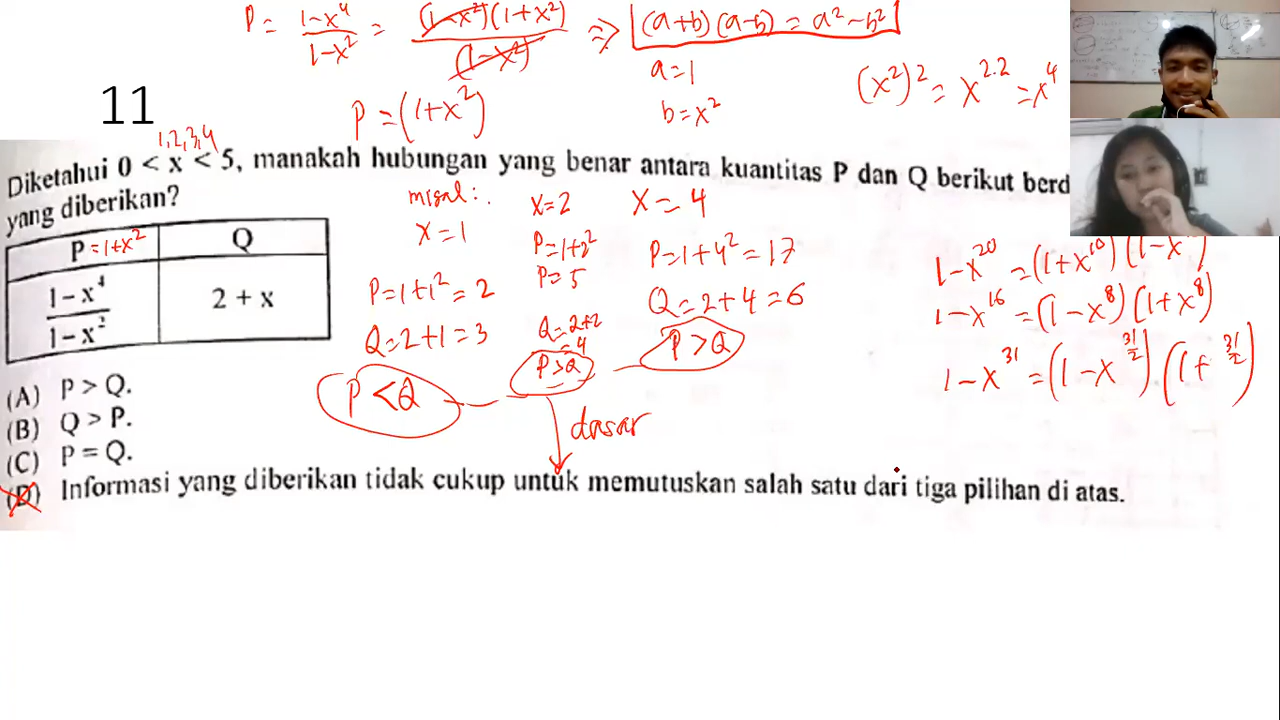 P = 1-x⁴/1-x² = (1-x²)(1+x²)/(1-x²) => (a+b)(a-b) = a² - b²
a=1
P = (1+x²) b=x² (x²)² = x^2.2 = x⁴
11
1,2,3,4
Diketahui 0 < x < 5, manakah hubungan yang benar antara kuantitas P dan Q berikut berd
yang diberikan?
P = 1+x² Q
1 – x⁴/1 – x² 2 + x
misal:
x = 1
P = 1+1² = 2
Q = 2+1 = 3
P < Q
x=2
P=1+2²
P= 5
Q=2+2
=4
P>Q
x = 4
P=1+4² = 17
Q = 2+4 = 6
P > Q
dasar
1-x²⁰ = (1+x¹⁰)(1-x
1-x¹⁶ = (1-x⁸)(1+x⁸)
1-x³¹ = (1-x^31/2)(1+^31/2)
(A) P > Q.
(B) Q > P.
(C) P = Q.
(D) Informasi yang diberikan tidak cukup untuk memutuskan salah satu dari tiga pilihan di atas.